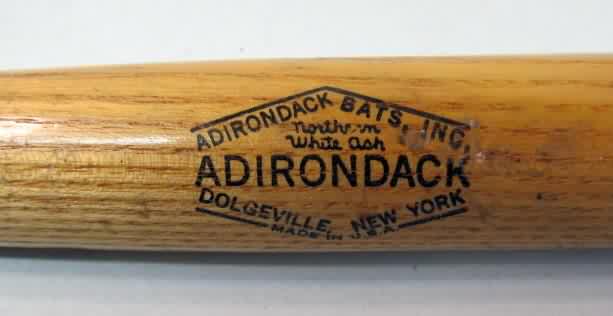 ADIRONDACK BATS, INC.
Northern
White Ash
ADIRONDACK
DOLGEVILLE, NEW YORK
MADE IN U.S.A.